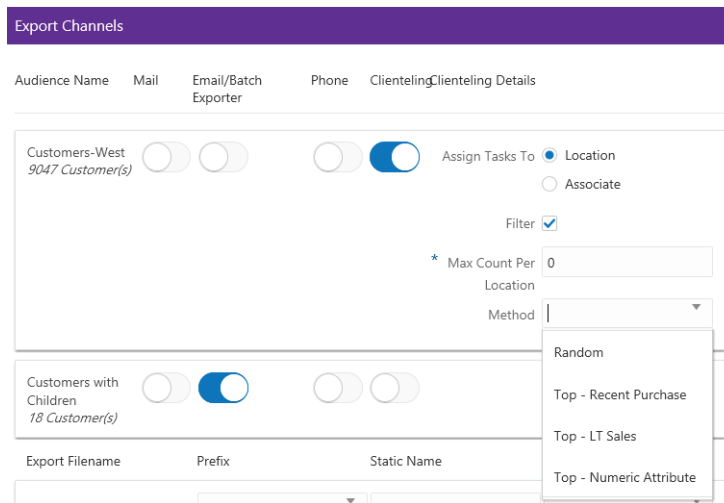 Export Channels
Audience Name Mail Email/Batch Exporter Phone Clienteling Clienteling Details
Customers-West
9047 Customer(s)
Assign Tasks To Location
Associate
Filter
* Max Count Per Location 0
Method
Random
Top - Recent Purchase
Top - LT Sales
Top - Numeric Attribute
Customers with
Children
18 Customer(s)
Export Filename Prefix Static Name